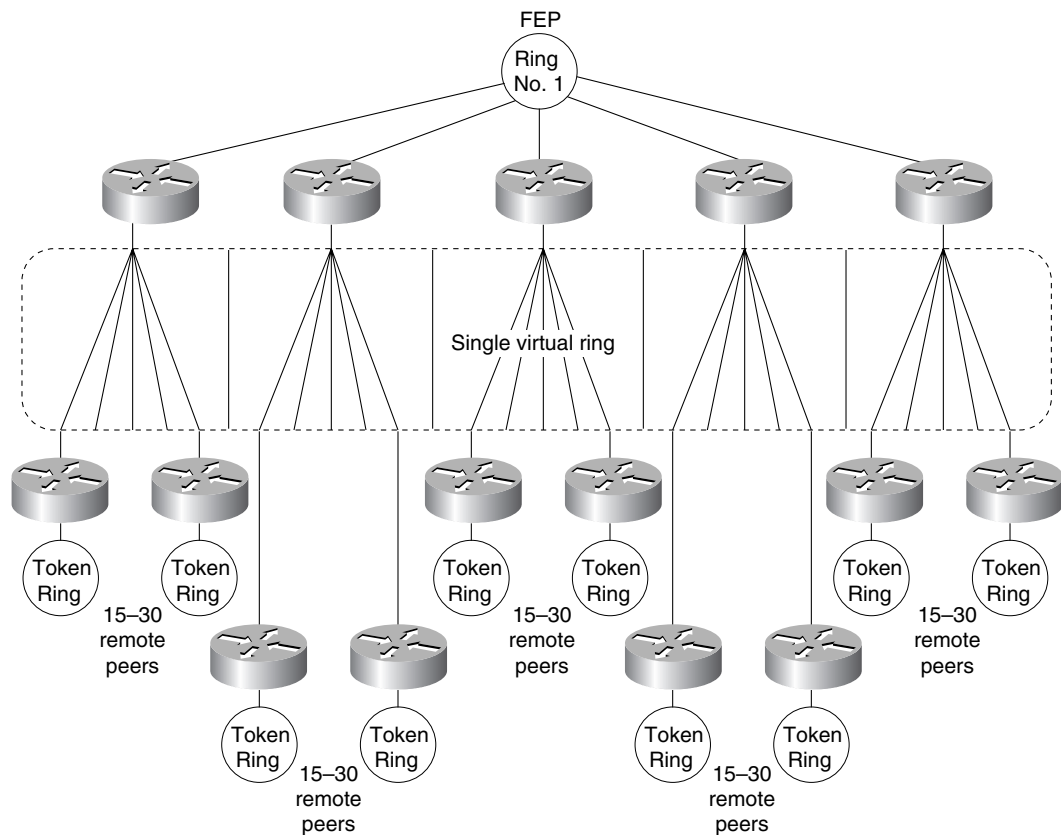 FEP
Ring
No. 1
Single virtual ring
Token
Ring
Token
Ring
Token
Ring
Token
Ring
Token
Ring
Token
Ring
15–30
remote
peers
15–30
remote
peers
15–30
remote
peers
Token
Ring
Token
Ring
Token
Ring
Token
Ring
15–30
remote
peers
15–30
remote
peers